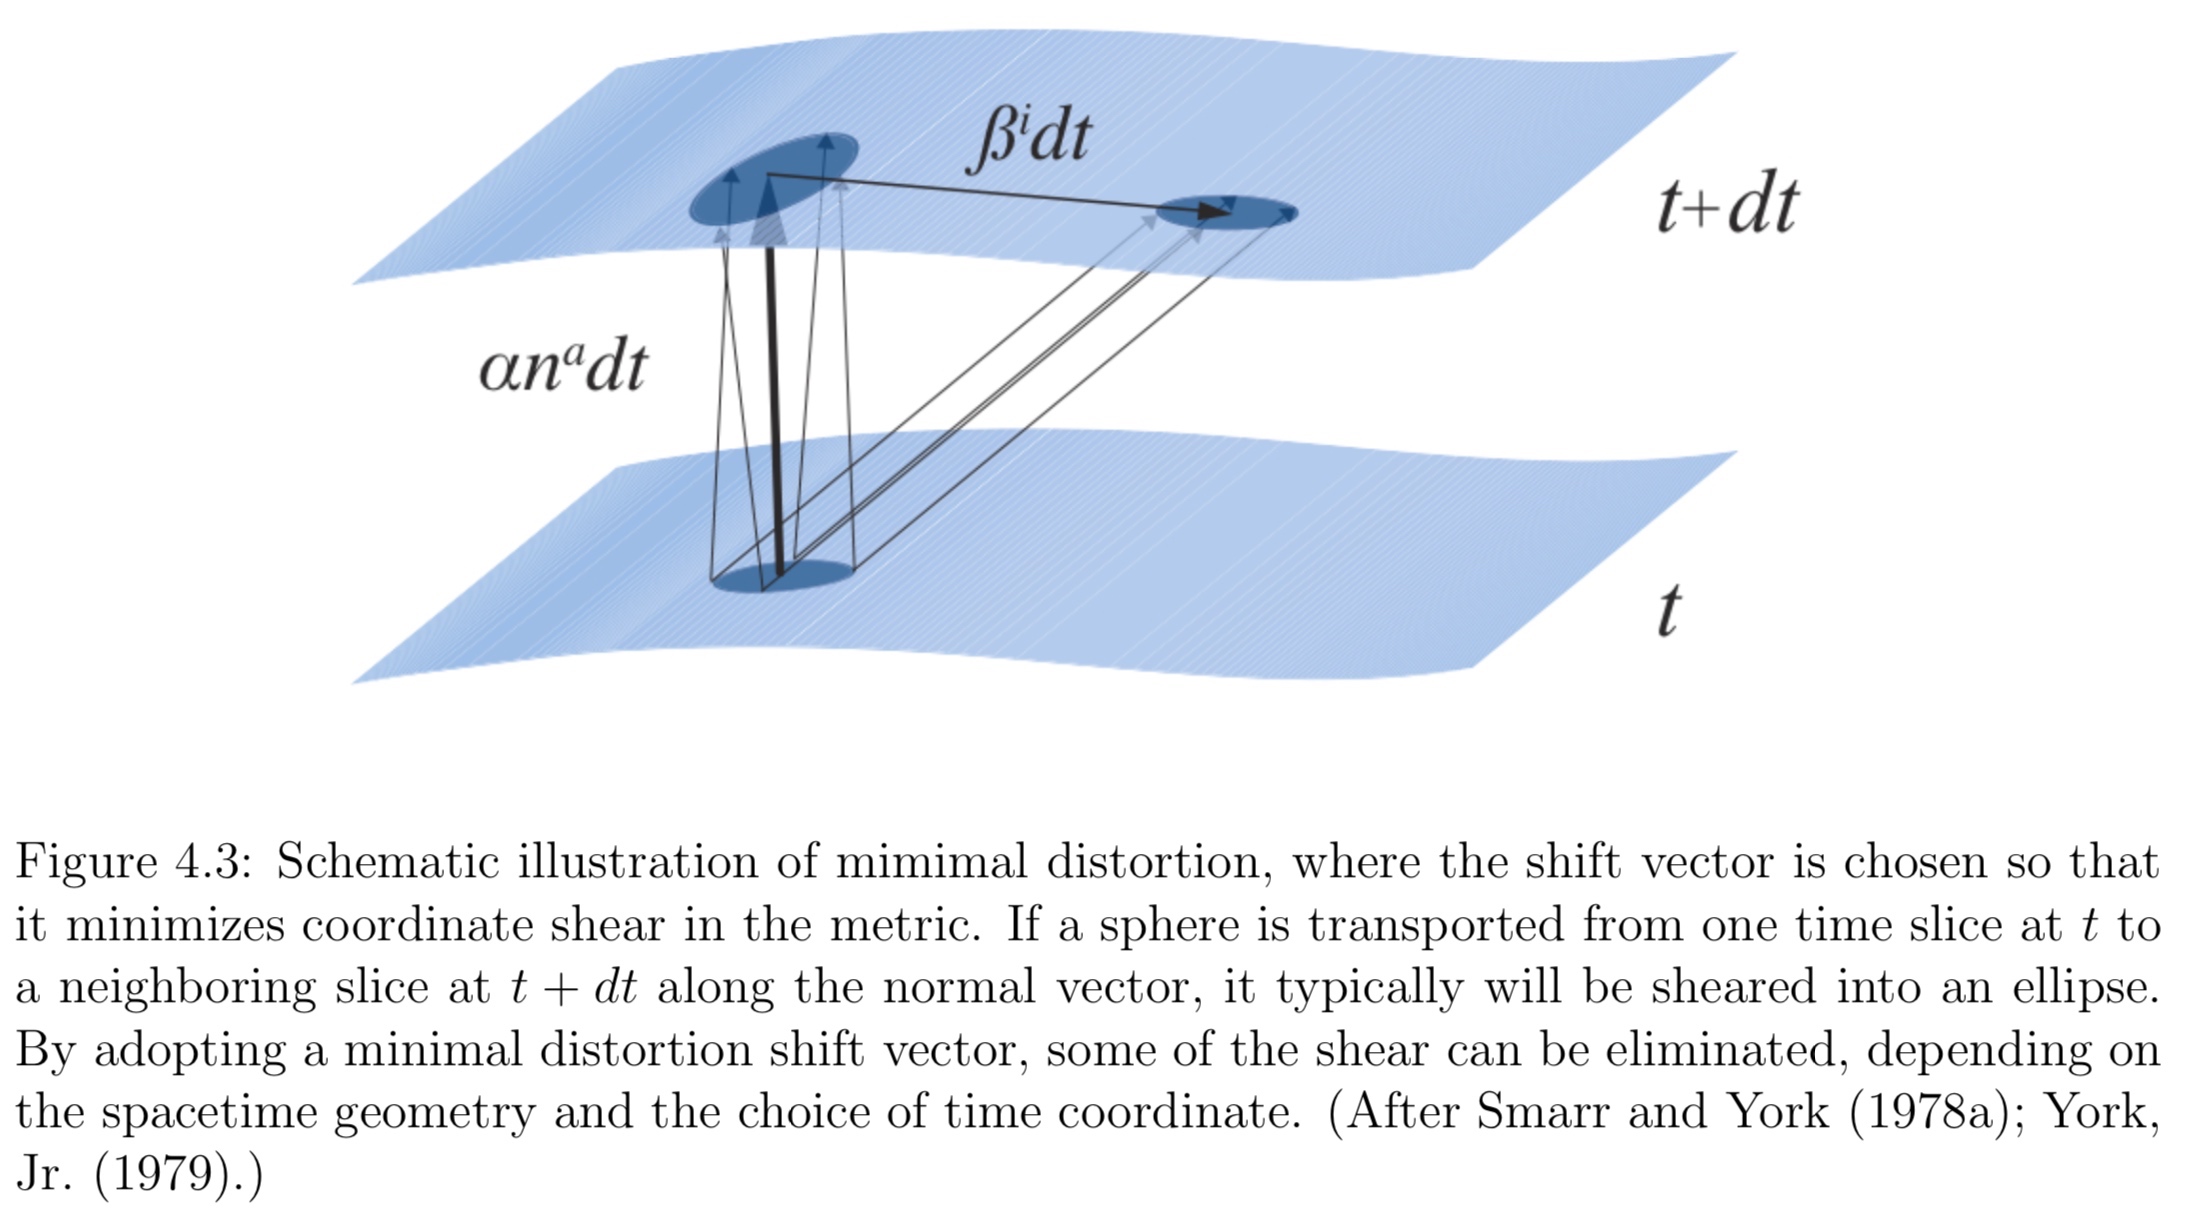 βⁱdt
t+dt
αnᵃdt
t
Figure 4.3: Schematic illustration of mimimal distortion, where the shift vector is chosen so that
it minimizes coordinate shear in the metric. If a sphere is transported from one time slice at t to
a neighboring slice at t + dt along the normal vector, it typically will be sheared into an ellipse.
By adopting a minimal distortion shift vector, some of the shear can be eliminated, depending on
the spacetime geometry and the choice of time coordinate. (After Smarr and York (1978a); York,
Jr. (1979).)